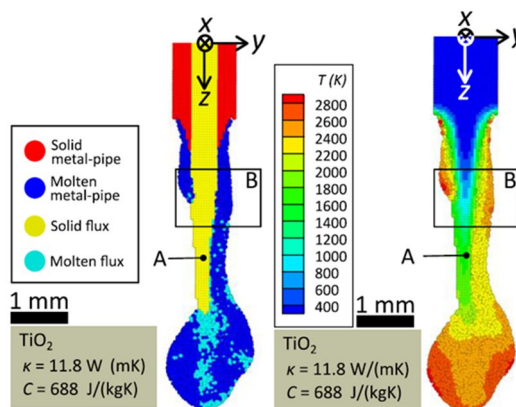 x
y
z
Solid
metal-pipe
Molten
metal-pipe
Solid flux
Molten flux
B
A
1 mm
TiO₂
κ = 11.8 W (mK)
C = 688 J/(kgK)
x
y
z
T (K)
2800
2600
2400
2200
2000
1800
1600
1400
1200
1000
800
600
400
B
A
1 mm
TiO₂
κ = 11.8 W/(mK)
C = 688 J/(kgK)